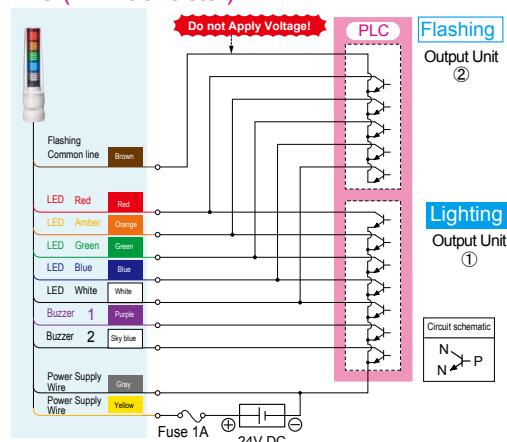 Do not Apply Voltage!
PLC
Flashing
Output Unit
②
Flashing
Common line
Brown
LED Red
Red
LED Amber
Orange
LED Green
Green
LED Blue
Blue
LED White
White
Buzzer 1
Purple
Buzzer 2
Sky blue
Lighting
Output Unit
①
Circuit schematic
N
P
N
Power Supply
Wire
Gray
Power Supply
Wire
Yellow
Fuse 1A
24V DC